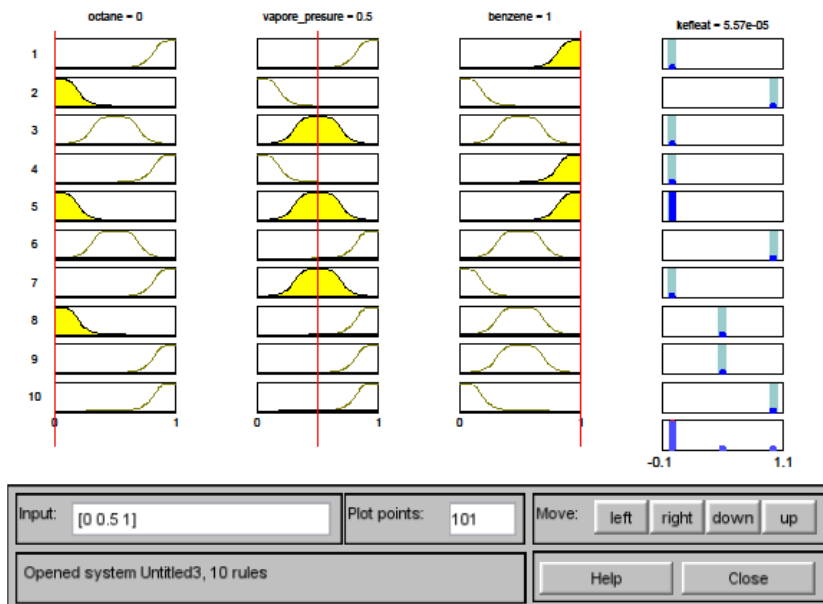 octane = 0
vapore_presure = 0.5
benzene = 1
kefleat = 5.57e-05
1
2
3
4
5
6
7
8
9
10
0 1
0 1
0 1
-0.1 1.1
Input: [0 0.5 1]
Plot points: 101
Move: left right down up
Opened system Untitled3, 10 rules
Help Close